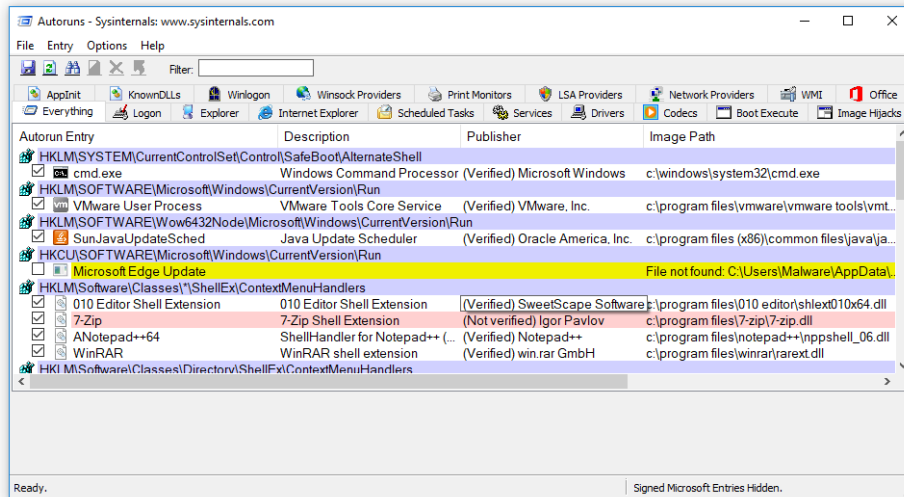 Autoruns - Sysinternals: www.sysinternals.com
File Entry Options Help
Filter:
AppInit KnownDLLs Winlogon Winsock Providers Print Monitors LSA Providers Network Providers WMI Office
Everything Logon Explorer Internet Explorer Scheduled Tasks Services Drivers Codecs Boot Execute Image Hijacks
Autorun Entry Description Publisher Image Path
HKLM\SYSTEM\CurrentControlSet\Control\SafeBoot\AlternateShell
cmd.exe Windows Command Processor (Verified) Microsoft Windows c:\windows\system32\cmd.exe
HKLM\SOFTWARE\Microsoft\Windows\CurrentVersion\Run
VMware User Process VMware Tools Core Service (Verified) VMware, Inc. c:\program files\vmware\vmware tools\vmt...
HKLM\SOFTWARE\Wow6432Node\Microsoft\Windows\CurrentVersion\Run
SunJavaUpdateSched Java Update Scheduler (Verified) Oracle America, Inc. c:\program files (x86)\common files\java\ja...
HKCU\SOFTWARE\Microsoft\Windows\CurrentVersion\Run
Microsoft Edge Update File not found: C:\Users\Malware\AppData\...
HKLM\Software\Classes\*\ShellEx\ContextMenuHandlers
010 Editor Shell Extension 010 Editor Shell Extension (Verified) SweetScape Software c:\program files\010 editor\shlext010x64.dll
7-Zip 7-Zip Shell Extension (Not verified) Igor Pavlov c:\program files\7-zip\7-zip.dll
ANotepad++64 ShellHandler for Notepad++ (... (Verified) Notepad++ c:\program files\notepad++\nppshell_06.dll
WinRAR WinRAR shell extension (Verified) win.rar GmbH c:\program files\winrar\rarext.dll
HKLM\Software\Classes\Directory\ShellEx\ContextMenuHandlers
Ready. Signed Microsoft Entries Hidden.